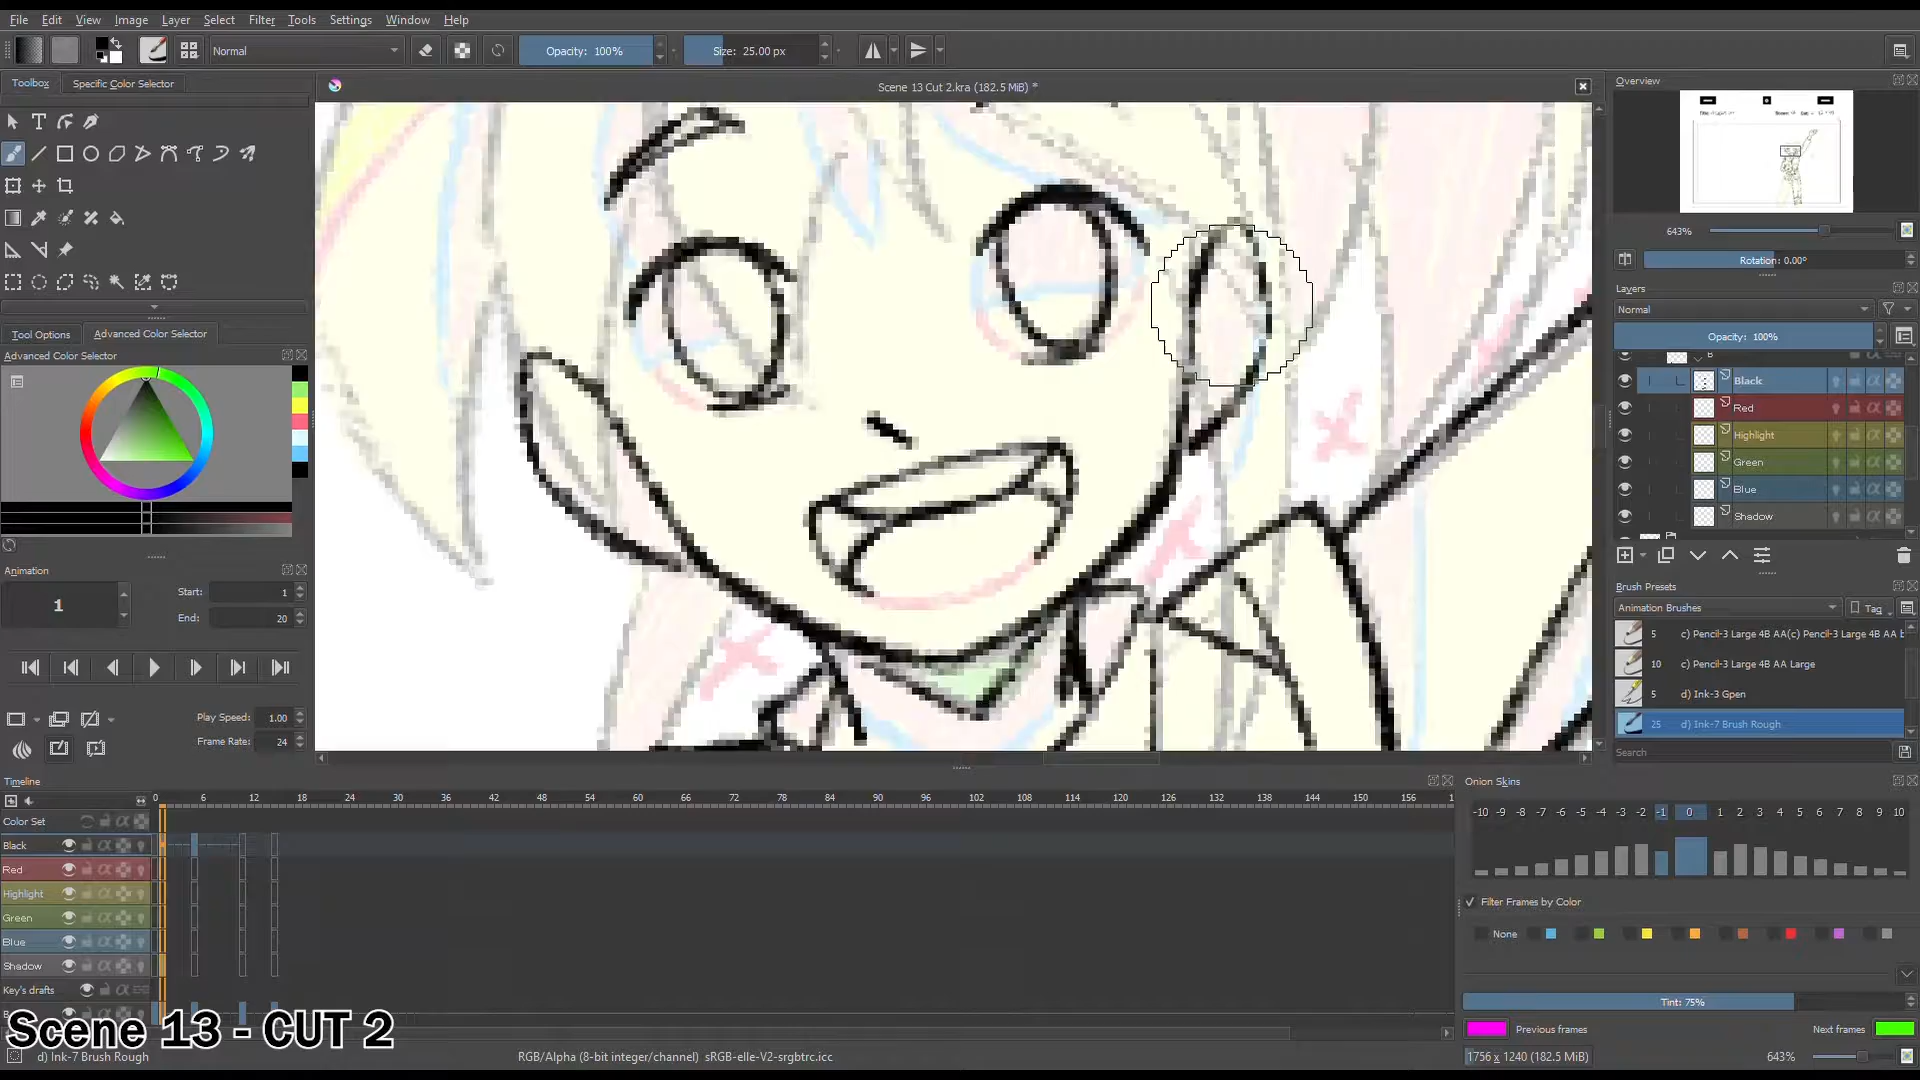 File Edit View Image Layer Select Filter Tools Settings Window Help
Normal Opacity: 100% Size: 25.00 px
Toolbox Specific Color Selector
Scene 13 Cut 2.kra (182.5 MiB) *
Overview
643%
Rotation: 0.00°
Layers
Normal
Opacity: 100%
B
Black
Red
Highlight
Green
Blue
Shadow
Tool Options Advanced Color Selector
Advanced Color Selector
Animation
1
Start: 1
End: 20
Play Speed: 1.00
Frame Rate: 24
Brush Presets
Animation Brushes Tag
5 c) Pencil-3 Large 4B AA(c) Pencil-3 Large 4B AA
10 c) Pencil-3 Large 4B AA Large
5 d) Ink-3 Gpen
25 d) Ink-7 Brush Rough
Search
Timeline
0 6 12 18 24 30 36 42 48 54 60 66 72 78 84 90 96 102 108 114 120 126 132 138 144 150 156
Color Set
Black
Red
Highlight
Green
Blue
Shadow
Key's drafts
Onion Skins
-10 -9 -8 -7 -6 -5 -4 -3 -2 -1 0 1 2 3 4 5 6 7 8 9 10
Filter Frames by Color
None
Tint: 75%
Previous frames Next frames
Scene 13 - CUT 2
d) Ink-7 Brush Rough RGB/Alpha (8-bit integer/channel) sRGB-elle-V2-srgbtrc.icc 1756 x 1240 (182.5 MiB) 643%